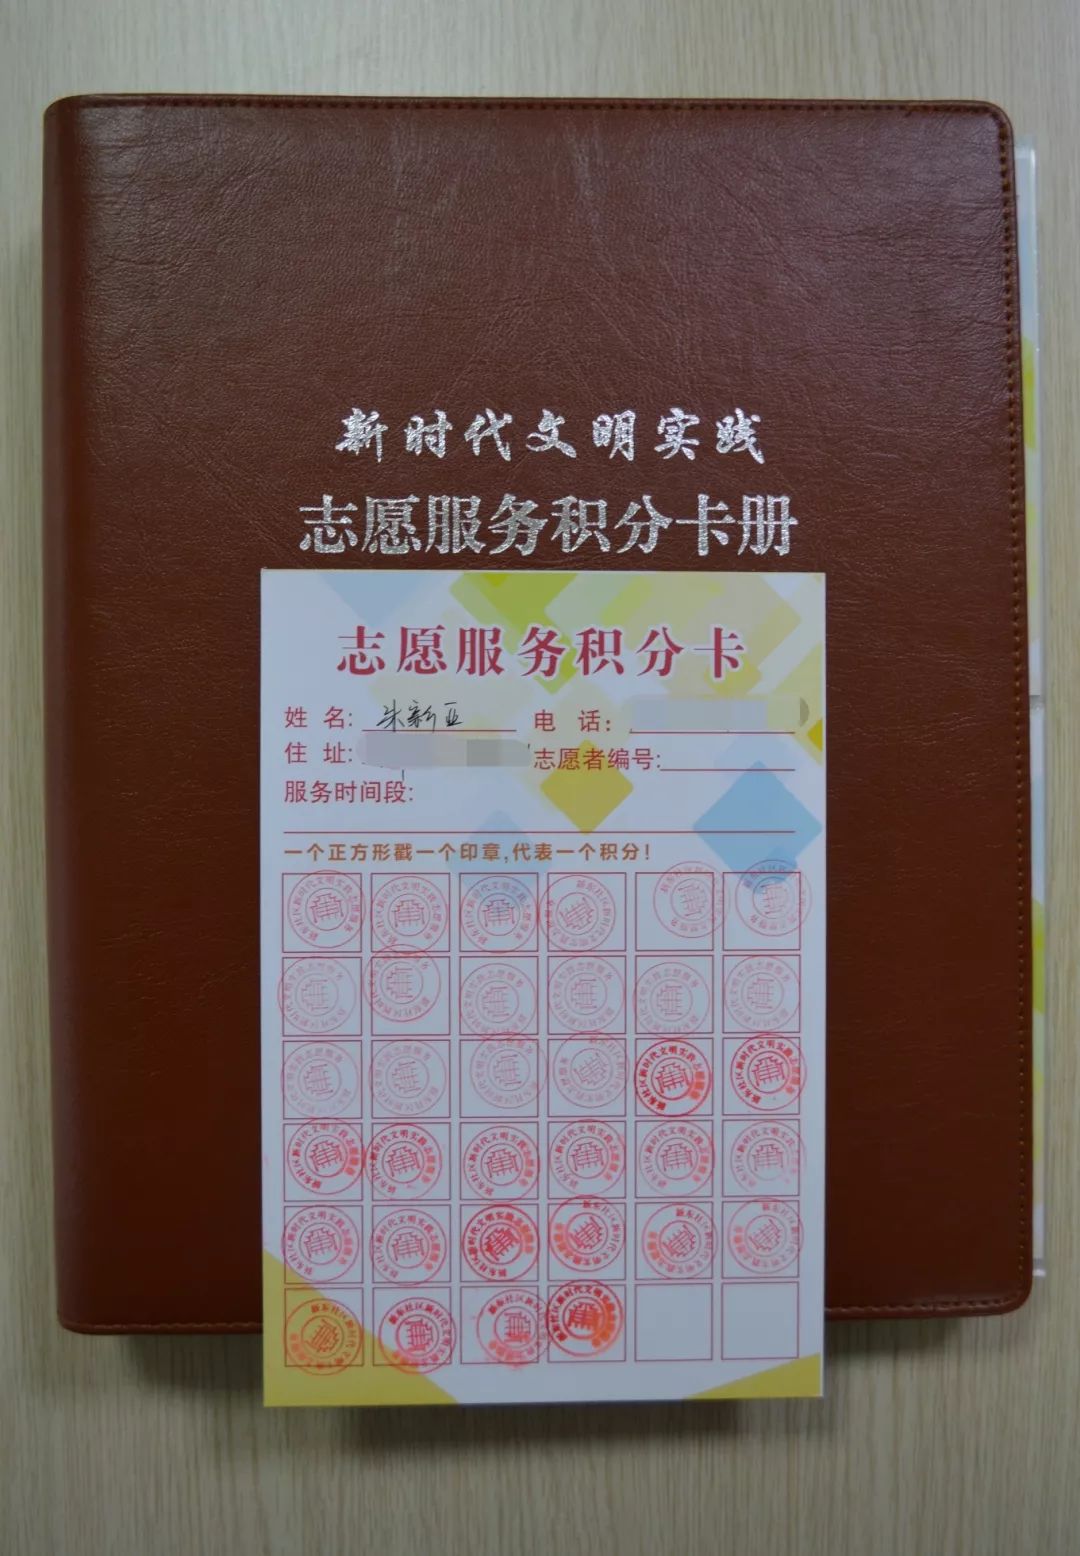 新时代文明实践
志愿服务积分卡册
志愿服务积分卡
姓 名: 朱新亚 电 话:
住 址: 志愿者编号:
服务时间段:
一个正方形戳一个印章,代表一个积分!